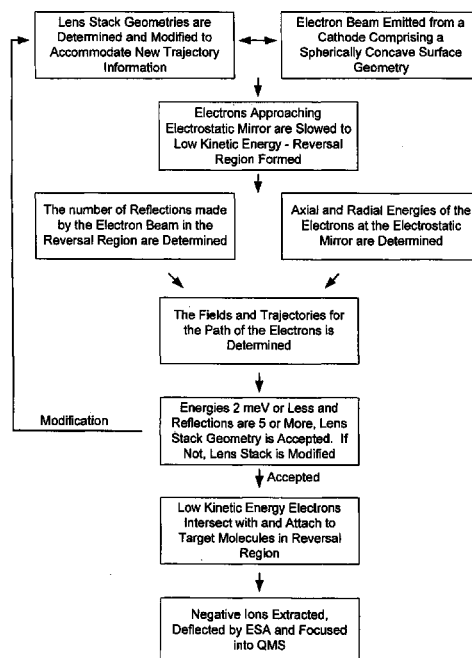 Lens Stack Geometries are
Determined and Modified to
Accommodate New Trajectory
Information
Electron Beam Emitted from a
Cathode Comprising a
Spherically Concave Surface
Geometry
Electrons Approaching
Electrostatic Mirror are Slowed to
Low Kinetic Energy - Reversal
Region Formed
The number of Reflections made
by the Electron Beam in the
Reversal Region are Determined
Axial and Radial Energies of the
Electrons at the Electrostatic
Mirror are Determined
The Fields and Trajectories for
the Path of the Electrons is
Determined
Modification
Energies 2 meV or Less and
Reflections are 5 or More, Lens
Stack Geometry is Accepted. If
Not, Lens Stack is Modified
Accepted
Low Kinetic Energy Electrons
Intersect with and Attach to
Target Molecules in Reversal
Region
Negative Ions Extracted,
Deflected by ESA and Focused
into QMS